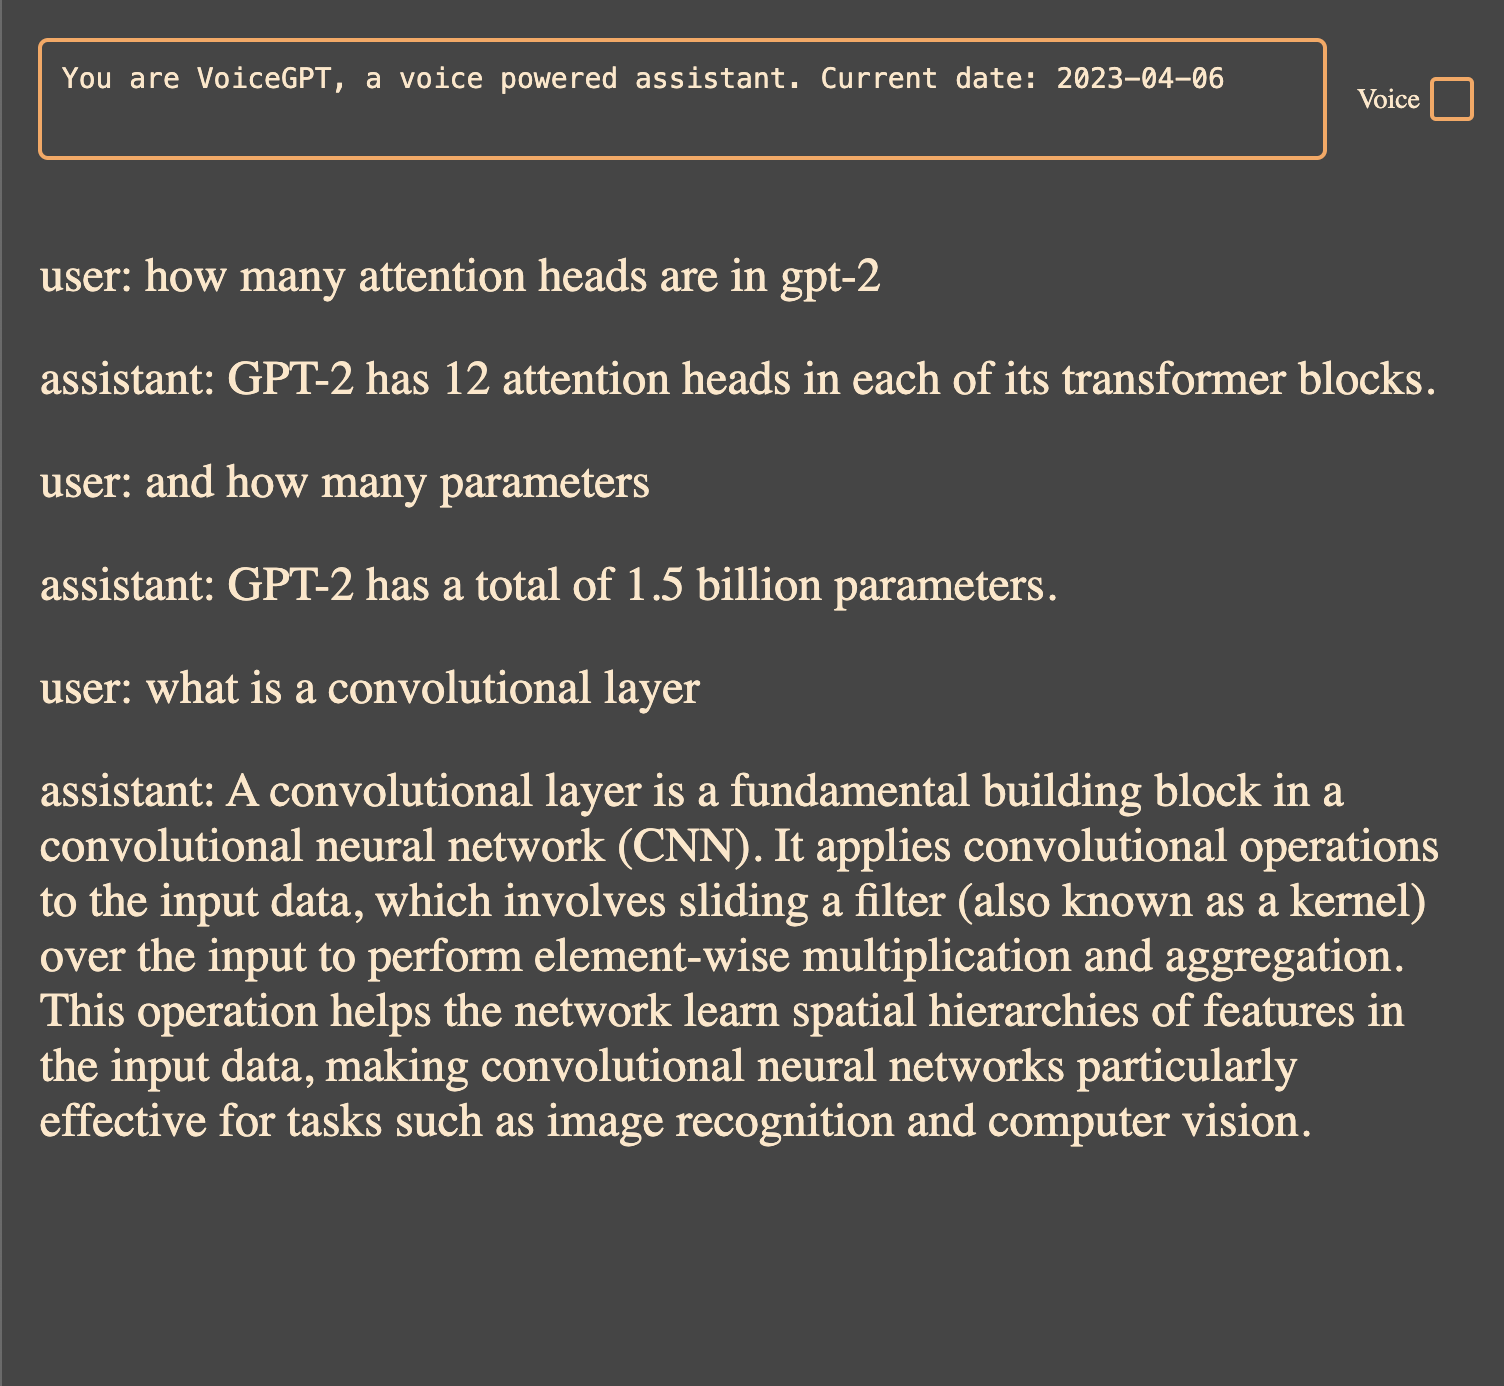 You are VoiceGPT, a voice powered assistant. Current date: 2023-04-06
Voice
user: how many attention heads are in gpt-2
assistant: GPT-2 has 12 attention heads in each of its transformer blocks.
user: and how many parameters
assistant: GPT-2 has a total of 1.5 billion parameters.
user: what is a convolutional layer
assistant: A convolutional layer is a fundamental building block in a
convolutional neural network (CNN). It applies convolutional operations
to the input data, which involves sliding a filter (also known as a kernel)
over the input to perform element-wise multiplication and aggregation.
This operation helps the network learn spatial hierarchies of features in
the input data, making convolutional neural networks particularly
effective for tasks such as image recognition and computer vision.